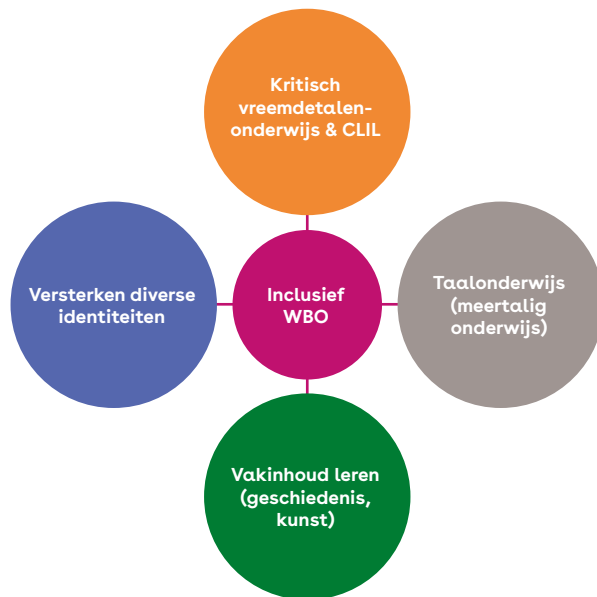 Kritisch
vreemdetalen-
onderwijs & CLIL
Versterken diverse
identiteiten
Inclusief
WBO
Taalonderwijs
(meertalig
onderwijs)
Vakinhoud leren
(geschiedenis,
kunst)